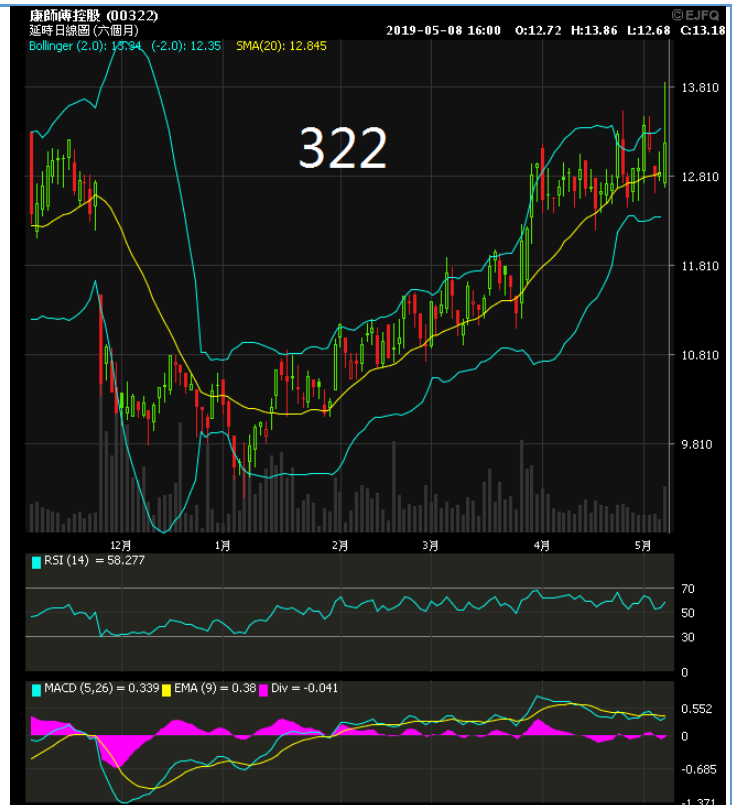 康師傅控股 (00322)
©EJFQ
延時日線圖 (六個月)
2019-05-08 16:00 O:12.72 H:13.86 L:12.68 C:13.18
Bollinger (2.0): 13.34 (-2.0): 12.35 SMA(20): 12.845
322
13.810
12.810
11.810
10.810
9.810
12月 1月 2月 3月 4月 5月
RSI (14) = 58.277
70
50
30
0
MACD (5,26) = 0.339 EMA (9) = 0.38 Div = -0.041
0.552
0
-0.685
-1.371